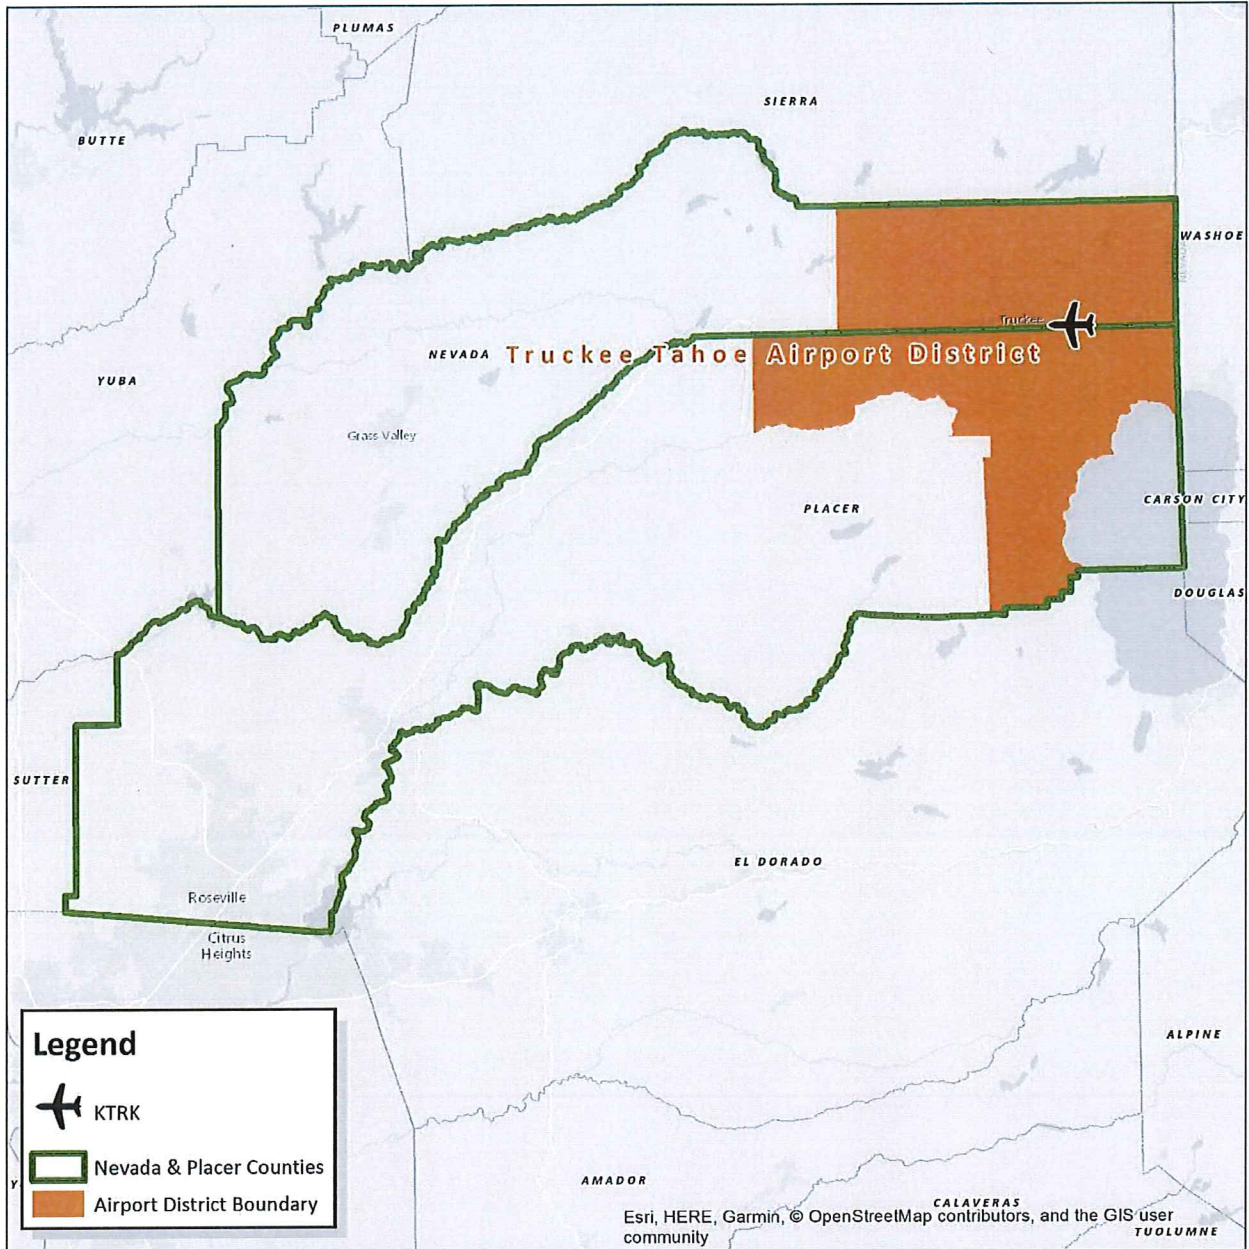 PLUMAS
SIERRA
BUTTE
WASHOE
NEVADA
Truckee
NEVADA
Truckee Tahoe Airport District
YUBA
Grass Valley
CARSON CITY
PLACER
DOUGLAS
SUTTER
EL DORADO
Roseville
Citrus
Heights
Legend
KTRK
Nevada & Placer Counties
Airport District Boundary
Y
ALPINE
AMADOR
CALAVERAS
Esri, HERE, Garmin, © OpenStreetMap contributors, and the GIS user
community
TUOLUMNE